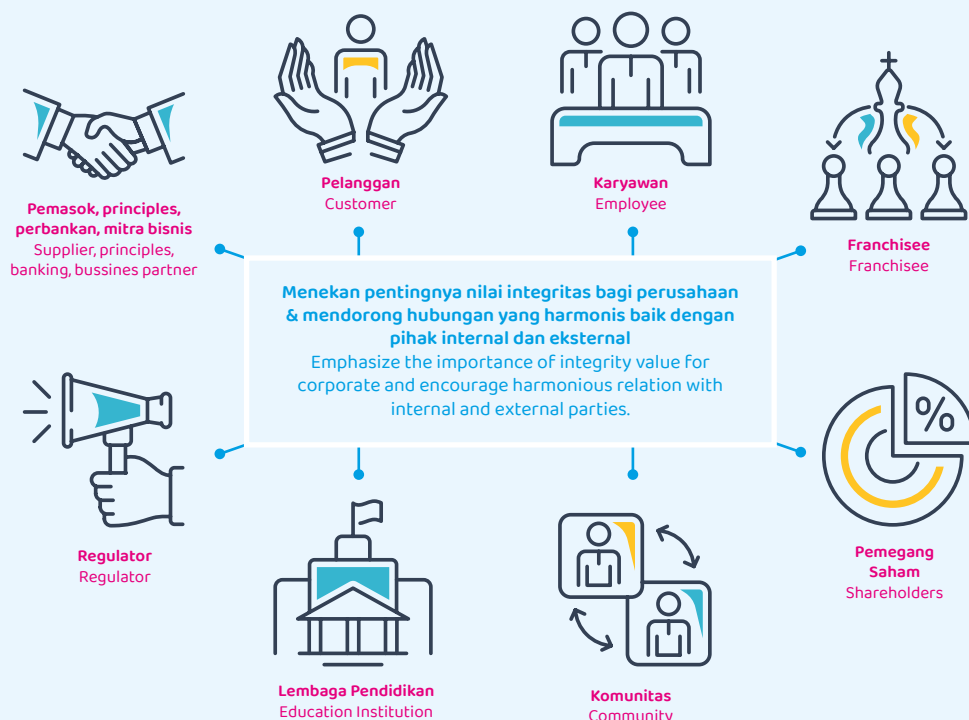 Pelanggan
Customer
Karyawan
Employee
Pemasok, principles,
perbankan, mitra bisnis
Supplier, principles,
banking, bussines partner
Franchisee
Franchisee
Menekan pentingnya nilai integritas bagi perusahaan
& mendorong hubungan yang harmonis baik dengan
pihak internal dan eksternal
Emphasize the importance of integrity value for
corporate and encourage harmonious relation with
internal and external parties.
%
Regulator
Regulator
Pemegang
Saham
Shareholders
Lembaga Pendidikan
Education Institution
Komunitas
Community